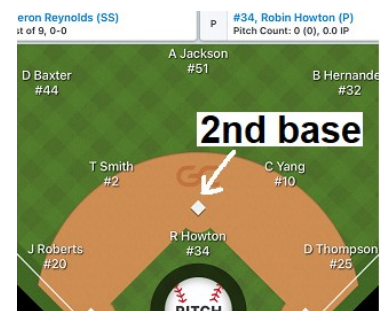 eron Reynolds (SS)
st of 9, 0-0
P
#34, Robin Howton (P)
Pitch Count: 0 (0), 0.0 IP
A Jackson
#51
D Baxter
#44
B Hernande
#32
2nd base
T Smith
#2
C Yang
#10
R Howton
#34
J Roberts
#20
D Thompson
#25
PITCH